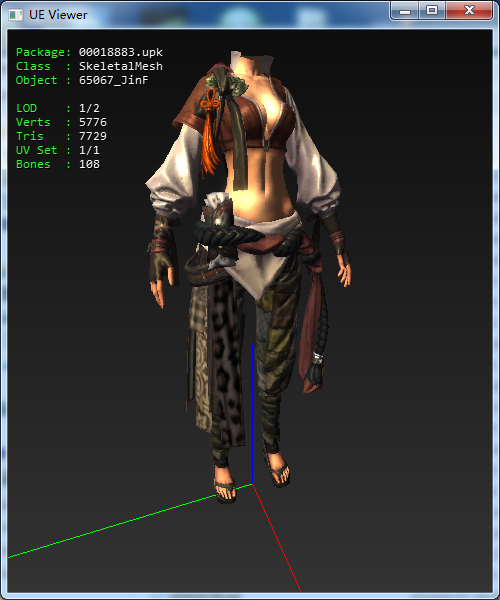 UE Viewer
Package: 00018883.upk
Class : SkeletalMesh
Object : 65067_JinF
LOD : 1/2
Verts : 5776
Tris : 7729
UV Set : 1/1
Bones : 108